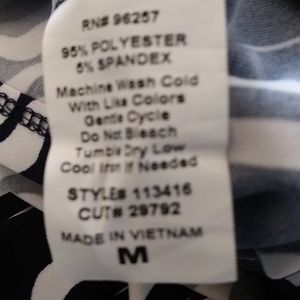 RN# 96257
95% POLYESTER
5% SPANDEX
Machine Wash Cold
With Like Colors
Gentle Cycle
Do Not Bleach
Tumble Dry Low
Cool Iron If Needed
STYLE# 113416
CUT# 29792
MADE IN VIETNAM
M